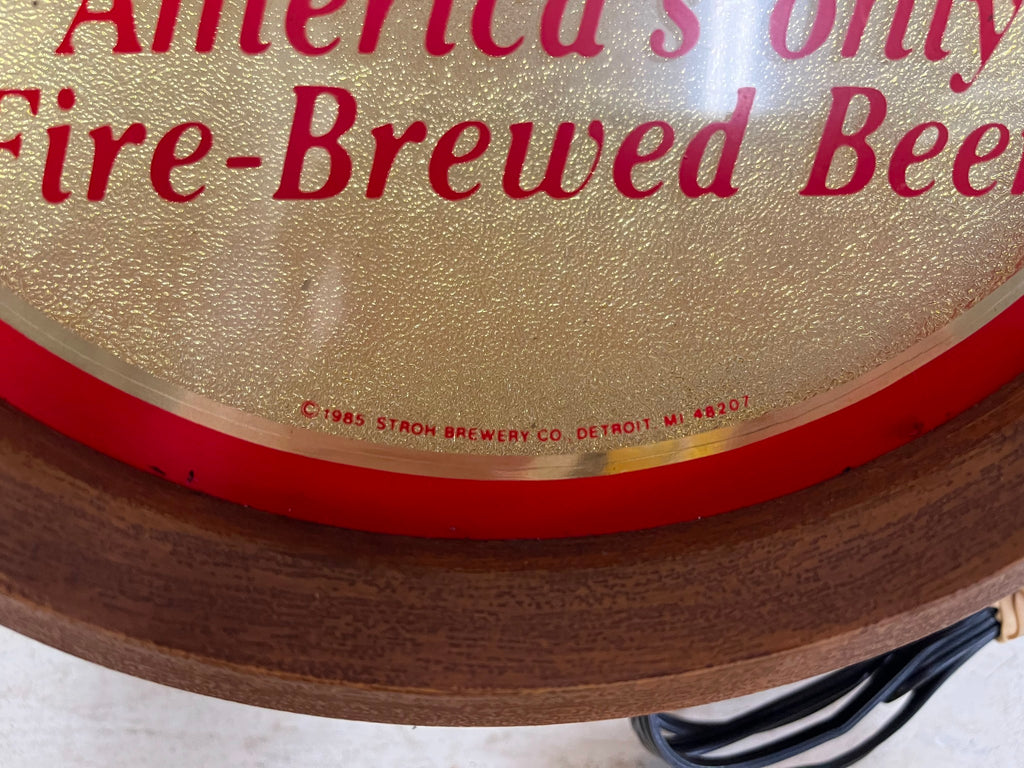 America's only
Fire-Brewed Beer
© 1985 STROH BREWERY CO. DETROIT MI 48207